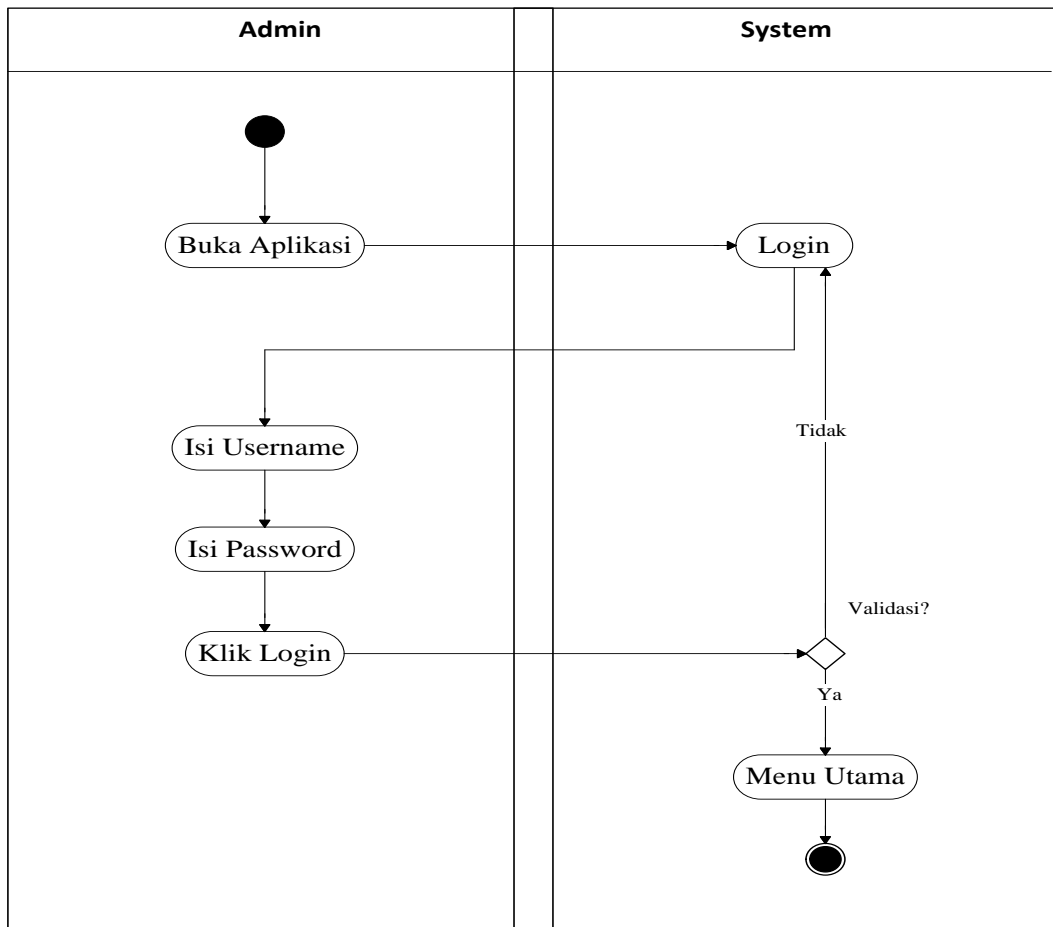 Admin
System
Buka Aplikasi
Login
Isi Username
Tidak
Isi Password
Validasi?
Klik Login
Ya
Menu Utama